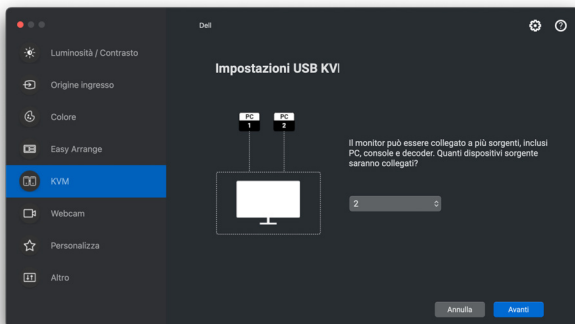 Dell
Luminosità / Contrasto
Origine ingresso
Colore
Easy Arrange
KVM
Webcam
Personalizza
Altro
Impostazioni USB KV
PC
1
PC
2
Il monitor può essere collegato a più sorgenti, inclusi
PC, console e decoder. Quanti dispositivi sorgente
saranno collegati?
2
Annulla
Avanti